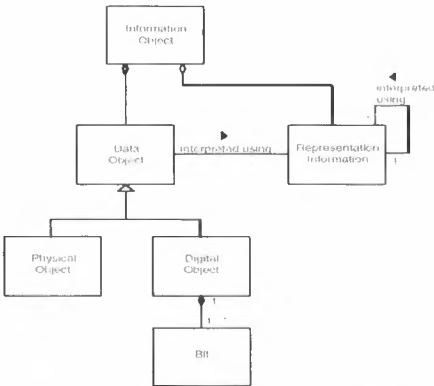 Information
Object
interpreted
using
Data
Object
interpreted using
Representation
Information
*
1
Physical
Object
Digital
Object
1
1
*
Bit